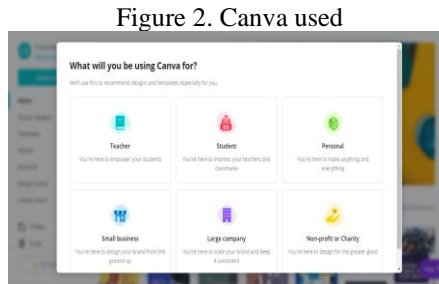 Figure 2. Canva used
What will you be using Canva for?
We'll use this to recommend designs and templates especially for you.
Teacher
You're here to empower your students
Student
You're here to impress your teachers and
classmates
Personal
You're here to make anything and
everything
Small business
You're here to design your brand from the
ground up
Large company
You're here to scale your brand and keep
it consistent
Non-profit or Charity
You're here to design for the greater good